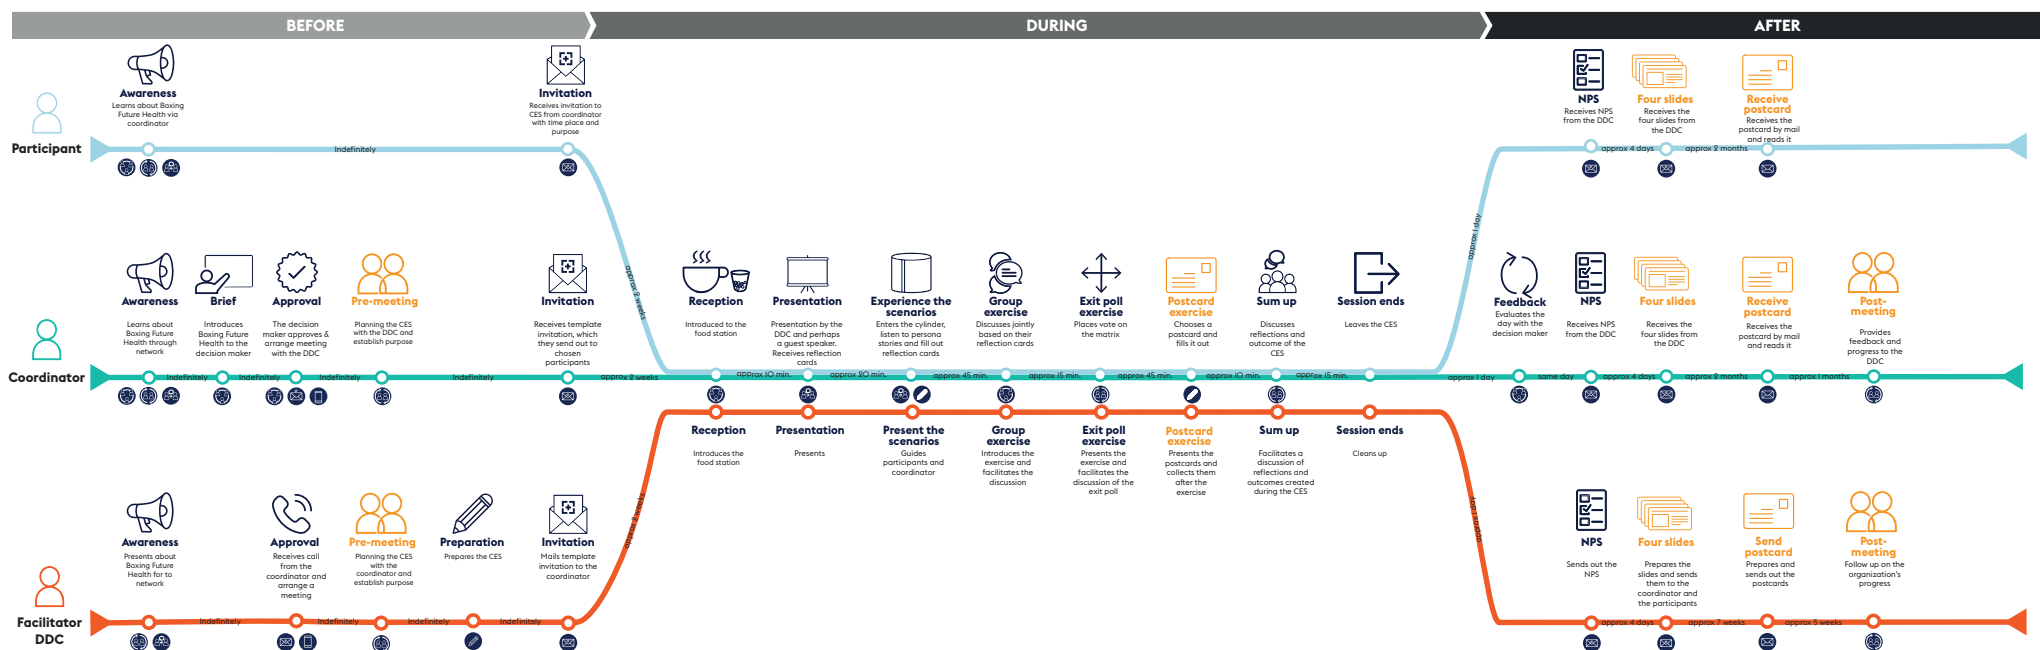 BEFORE
DURING
AFTER
Participant
Awareness
Learns about Boxing
Future Health via
coordinator
Indefinitely
Invitation
Receives invitation to
CES from coordinator
with time place and
purpose
approx 2 weeks
approx 1 day
NPS
Receives NPS
from the DDC
approx 4 days
Four slides
Receives the
four slides from
the DDC
approx 2 months
Receive
postcard
Receives the
postcard by mail
and reads it
Coordinator
Awareness
Learns about
Boxing Future
Health through
network
Indefinitely
Brief
Introduces
Boxing Future
Health to the
decision maker
Indefinitely
Approval
The decision
maker approves &
arrange meeting
with the DDC
Indefinitely
Pre-meeting
Planning the CES
with the DDC and
establish purpose
Indefinitely
Invitation
Receives template
invitation, which
they send out to
chosen
participants
approx 2 weeks
Reception
Introduced to the
food station
approx 10 min.
Presentation
Presentation by the
DDC and perhaps
a guest speaker.
Receives reflection
cards
approx 20 min.
Experience the
scenarios
Enters the cylinder,
listen to persona
stories and fill out
reflection cards
approx 45 min.
Group
exercise
Discusses jointly
based on their
reflection cards
approx 15 min.
Exit poll
exercise
Places vote on
the matrix
approx 45 min.
Postcard
exercise
Chooses a
postcard and
fills it out
approx 10 min.
Sum up
Discusses
reflections and
outcome of the
CES
approx 15 min.
Session ends
Leaves the CES
approx 1 day
Feedback
Evaluates the
day with the
decision maker
same day
NPS
Receives NPS
from the DDC
approx 4 days
Four slides
Receives the
four slides from
the DDC
approx 2 months
Receive
postcard
Receives the
postcard by mail
and reads it
approx 1 months
Post-
meeting
Provides
feedback and
progress to the
DDC
Facilitator
DDC
Awareness
Presents about
Boxing Future
Health for to
network
Indefinitely
Approval
Receives call
from the
coordinator and
arrange a
meeting
Indefinitely
Pre-meeting
Planning the CES
with the
coordinator and
establish purpose
Indefinitely
Preparation
Prepares the CES
Indefinitely
Invitation
Mails template
invitation to the
coordinator
approx 2 weeks
Reception
Introduces the
food station
Presentation
Presents
Present the
scenarios
Guides
participants and
coordinator
Group
exercise
Introduces the
exercise and
facilitates the
discussion
Exit poll
exercise
Presents the
exercise and
facilitates the
discussion of the
exit poll
Postcard
exercise
Presents the
postcards and
collects them
after the
exercise
Sum up
Facilitates a
discussion of
reflections and
outcomes created
during the CES
Session ends
Cleans up
approx 1 day
NPS
Sends out the
NPS
approx 4 days
Four slides
Prepares the
slides and sends
them to the
coordinator and
the participants
approx 7 weeks
Send
postcard
Prepares and
sends out the
postcards
approx 5 weeks
Post-
meeting
Follow up on the
organization's
progress